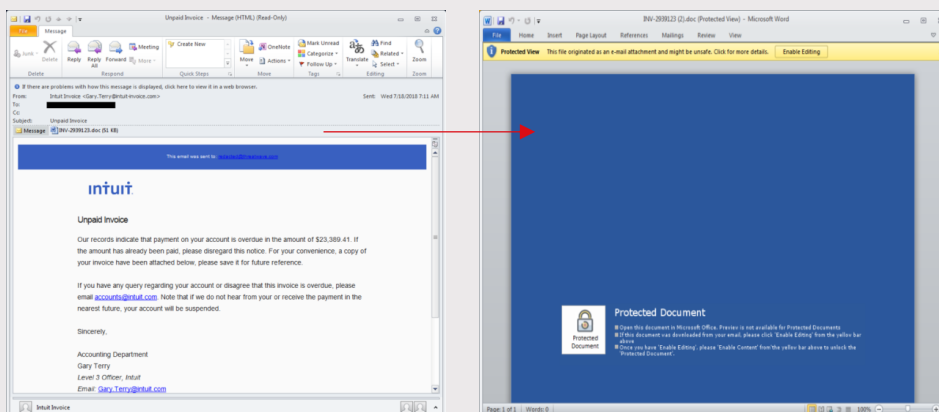 Unpaid Invoice - Message (HTML) (Read-Only)
File Message
Junk Delete Reply Reply All Forward Meeting More Create New Move OneNote Actions Mark Unread Categorize Follow Up Translate Find Related Select Zoom
Delete Respond Quick Steps Move Tags Editing Zoom
If there are problems with how this message is displayed, click here to view it in a web browser.
From: Intuit Invoice <Gary.Terry@intuit-invoice.com> Sent: Wed 7/16/2018 7:11 AM
To:
Cc:
Subject: Unpaid Invoice
Message INV-2939123.doc (51 KB)
This email was sent to:
intuit
Unpaid Invoice
Our records indicate that payment on your account is overdue in the amount of $23,389.41. If
the amount has already been paid, please disregard this notice. For your convenience, a copy of
your invoice have been attached below, please save it for future reference.
If you have any query regarding your account or disagree that this invoice is overdue, please
email accounts@intuit.com. Note that if we do not hear from your or receive the payment in the
nearest future, your account will be suspended.
Sincerely,
Accounting Department
Gary Terry
Level 3 Officer, Intuit
Email: Gary.Terry@intuit.com
Intuit Invoice
INV-2939123 (2).doc (Protected View) - Microsoft Word
File Home Insert Page Layout References Mailings Review View
Protected View This file originated as an e-mail attachment and might be unsafe. Click for more details. Enable Editing
Protected Document
Protected Document
Open this document in Microsoft Office. Preview is not available for Protected Documents
If this document was downloaded from your email, please click 'Enable Editing' from the yellow bar
above
Once you have 'Enable Editing', please 'Enable Content' from the yellow bar above to unlock the
'Protected Document'.
Page: 1 of 1 Words: 0 100%